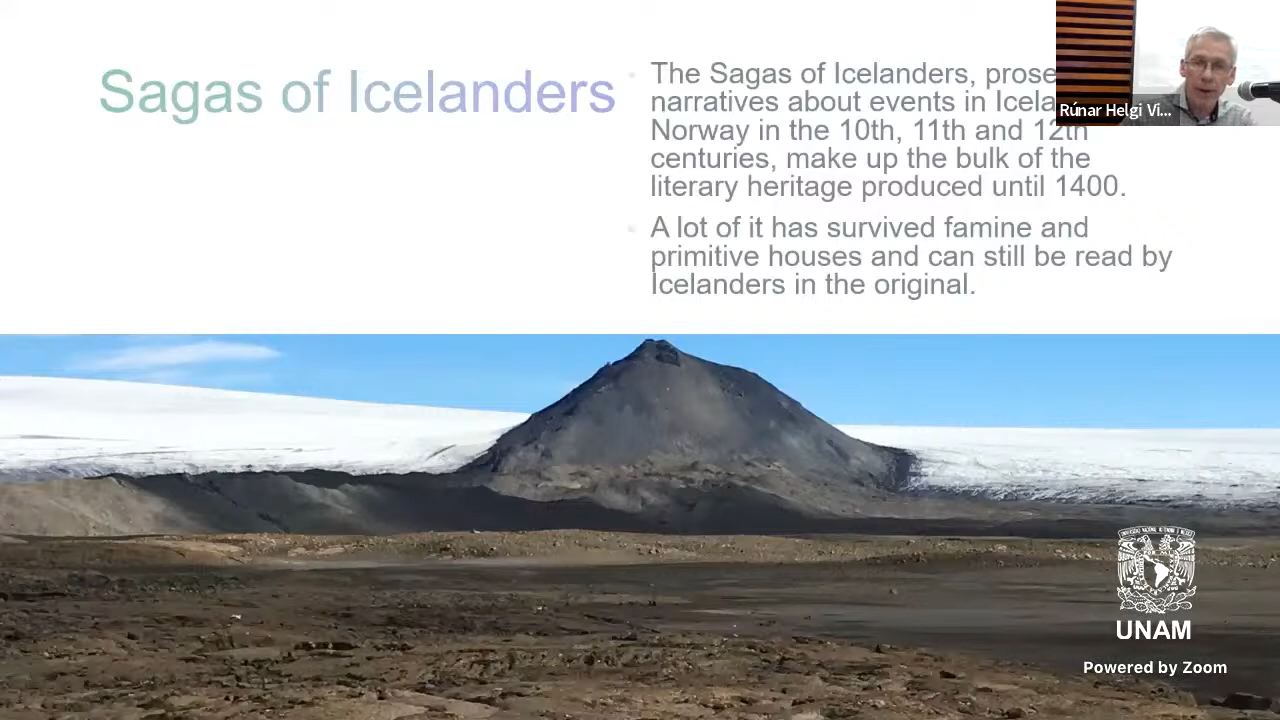 Sagas of Icelanders
The Sagas of Icelanders, prose
narratives about events in Icela
Norway in the 10th, 11th and 12th
centuries, make up the bulk of the
literary heritage produced until 1400.
A lot of it has survived famine and
primitive houses and can still be read by
Icelanders in the original.
Rúnar Helgi Vi...
UNAM
Powered by Zoom